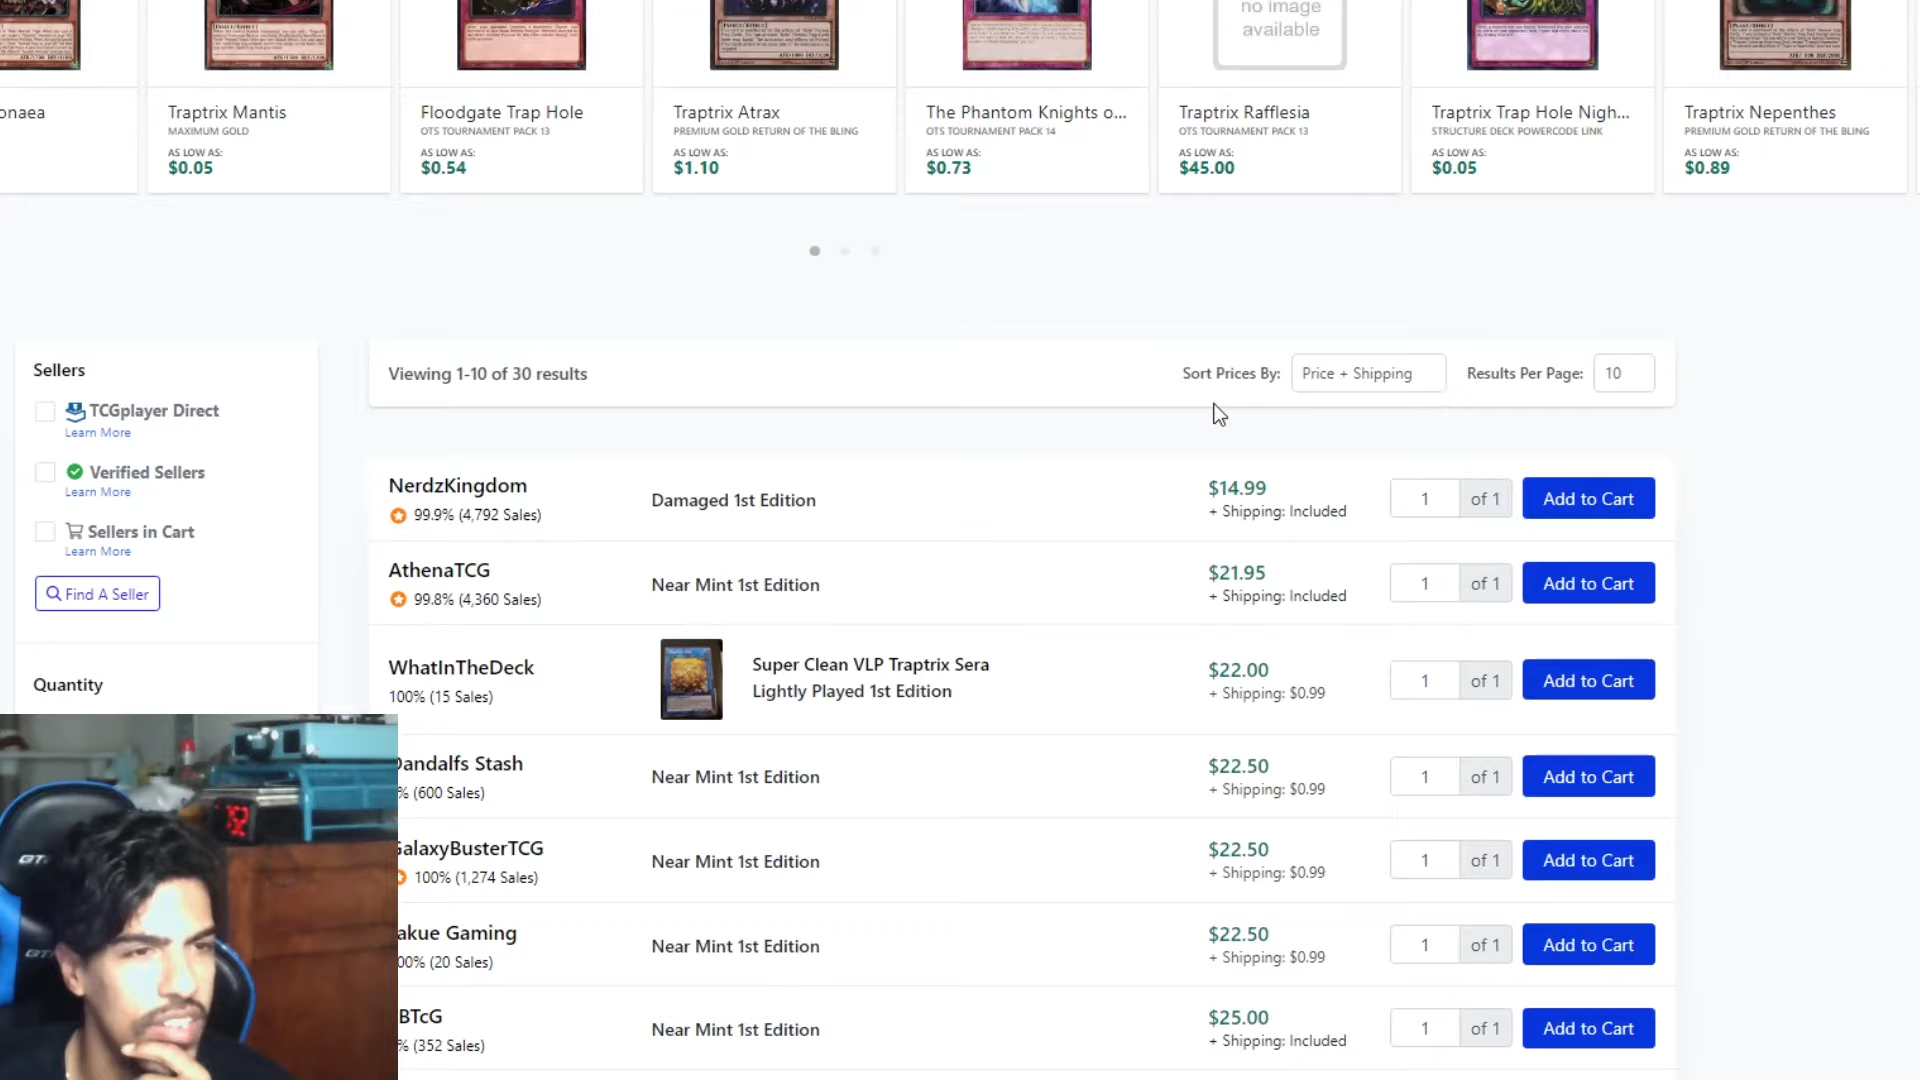 no image
available
onaea
Traptrix Mantis
MAXIMUM GOLD
AS LOW AS:
$0.05
Floodgate Trap Hole
OTS TOURNAMENT PACK 13
AS LOW AS:
$0.54
Traptrix Atrax
PREMIUM GOLD RETURN OF THE BLING
AS LOW AS:
$1.10
The Phantom Knights o...
OTS TOURNAMENT PACK 14
AS LOW AS:
$0.73
Traptrix Rafflesia
OTS TOURNAMENT PACK 13
AS LOW AS:
$45.00
Traptrix Trap Hole Nigh...
STRUCTURE DECK POWERCODE LINK
AS LOW AS:
$0.05
Traptrix Nepenthes
PREMIUM GOLD RETURN OF THE BLING
AS LOW AS:
$0.89
Sellers
TCGplayer Direct
Learn More
Verified Sellers
Learn More
Sellers in Cart
Learn More
Find A Seller
Quantity
Viewing 1-10 of 30 results
Sort Prices By: Price + Shipping Results Per Page: 10
NerdzKingdom
99.9% (4,792 Sales)
Damaged 1st Edition
$14.99
+ Shipping: Included
1 of 1 Add to Cart
AthenaTCG
99.8% (4,360 Sales)
Near Mint 1st Edition
$21.95
+ Shipping: Included
1 of 1 Add to Cart
WhatInTheDeck
100% (15 Sales)
Super Clean VLP Traptrix Sera
Lightly Played 1st Edition
$22.00
+ Shipping: $0.99
1 of 1 Add to Cart
Dandalfs Stash
% (600 Sales)
Near Mint 1st Edition
$22.50
+ Shipping: $0.99
1 of 1 Add to Cart
GalaxyBusterTCG
100% (1,274 Sales)
Near Mint 1st Edition
$22.50
+ Shipping: $0.99
1 of 1 Add to Cart
akue Gaming
00% (20 Sales)
Near Mint 1st Edition
$22.50
+ Shipping: $0.99
1 of 1 Add to Cart
BTcG
% (352 Sales)
Near Mint 1st Edition
$25.00
+ Shipping: Included
1 of 1 Add to Cart
GT
GT